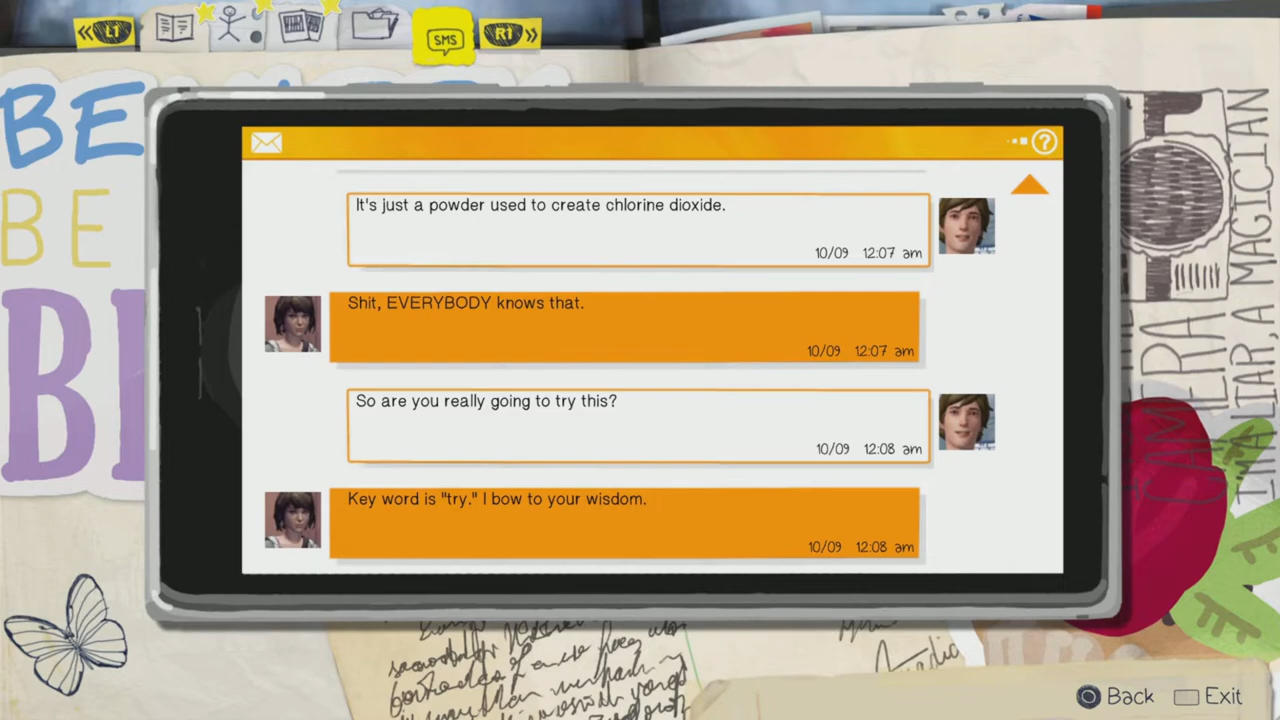 L1
SMS
R1
BE
BE
B
It's just a powder used to create chlorine dioxide.
10/09 12:07 am
Shit, EVERYBODY knows that.
10/09 12:07 am
So are you really going to try this?
10/09 12:08 am
Key word is "try." I bow to your wisdom.
10/09 12:08 am
CAMERA
LIAR, A MAGICIAN
Back
Exit